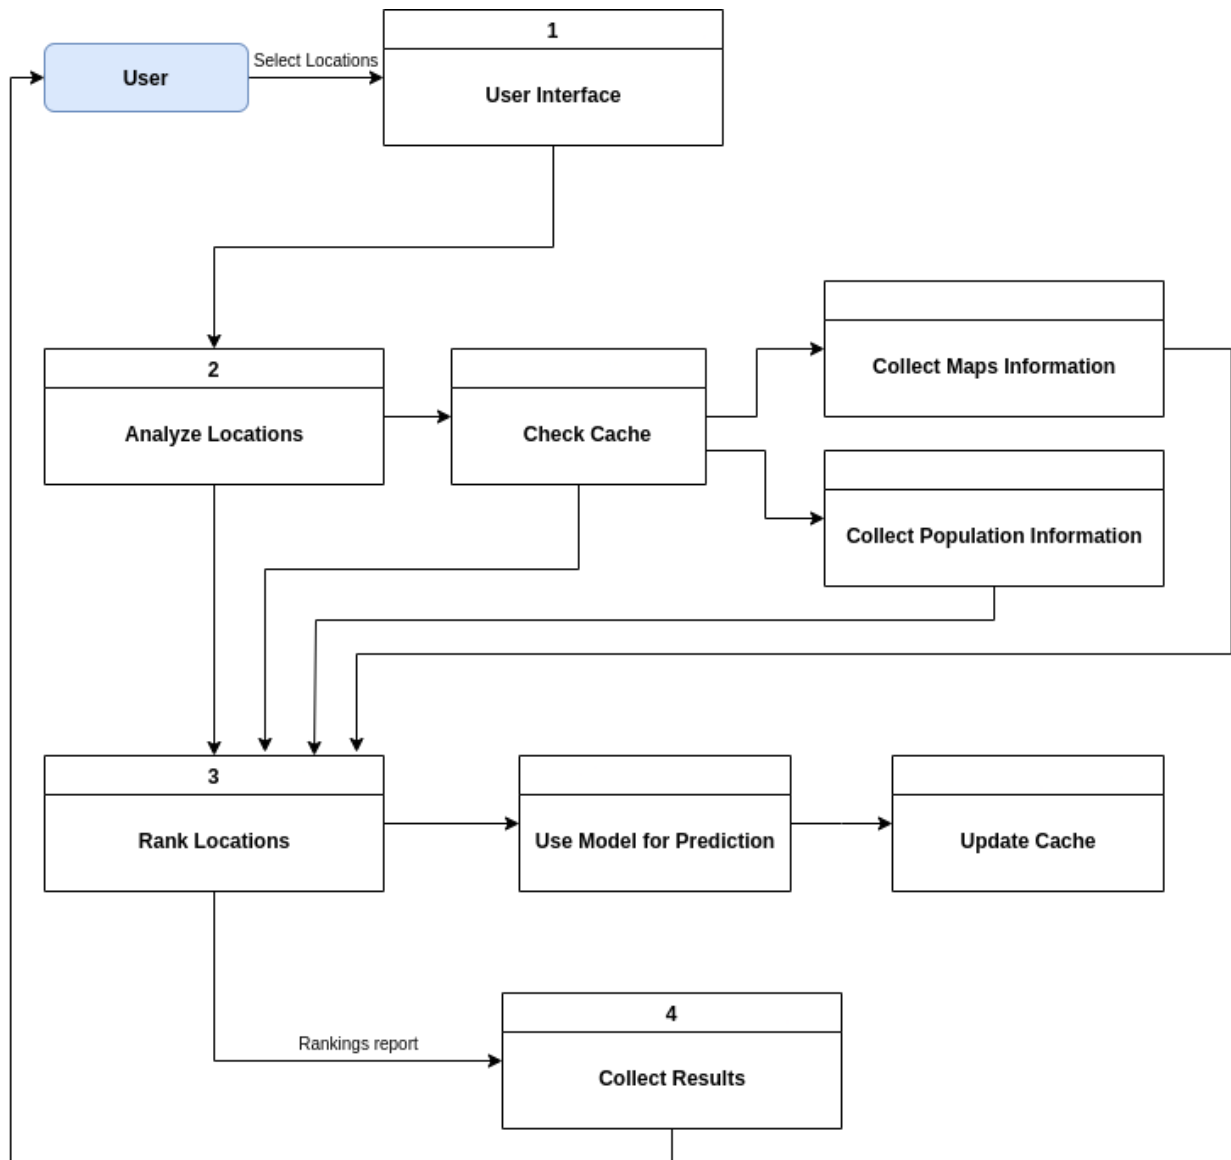 1
User
Select Locations
User Interface
2
Analyze Locations
Check Cache
Collect Maps Information
Collect Population Information
3
Rank Locations
Use Model for Prediction
Update Cache
Rankings report
4
Collect Results